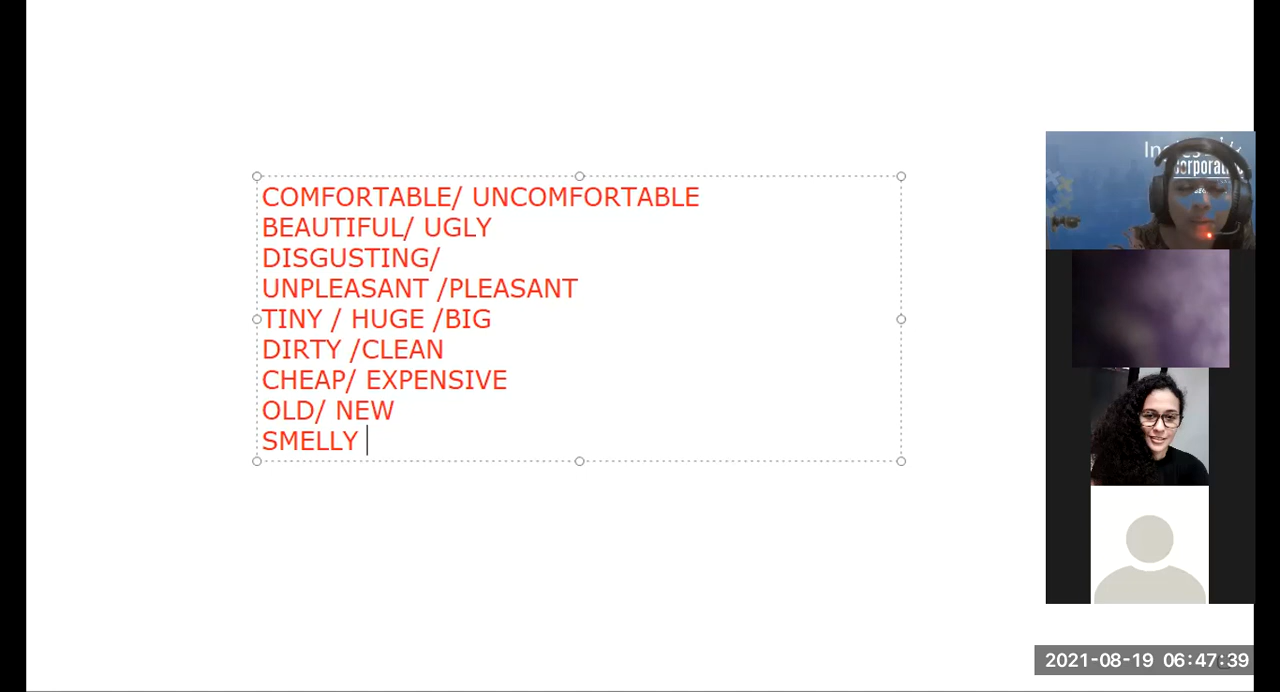 COMFORTABLE/ UNCOMFORTABLE
BEAUTIFUL/ UGLY
DISGUSTING/
UNPLEASANT /PLEASANT
TINY / HUGE /BIG
DIRTY /CLEAN
CHEAP/ EXPENSIVE
OLD/ NEW
SMELLY
2021-08-19 06:47:39